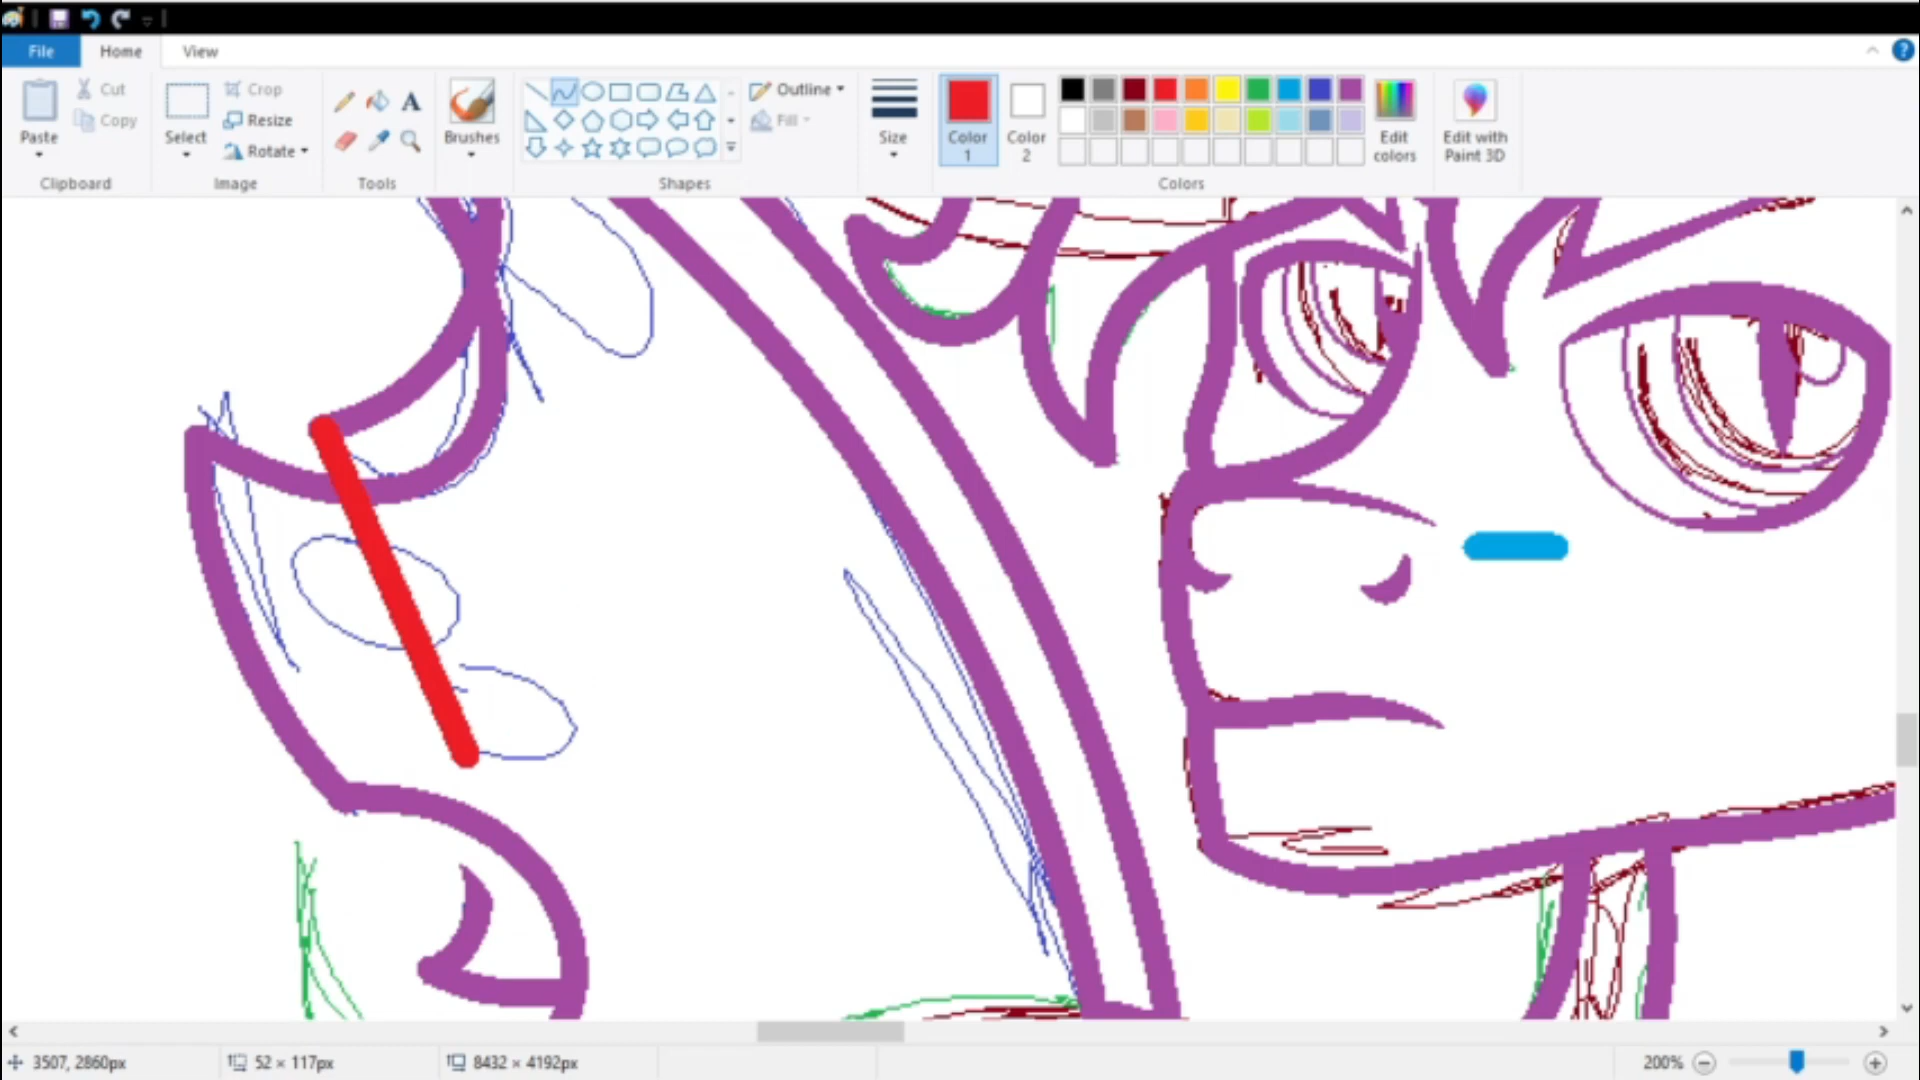 File Home View
Paste
Cut
Copy
Clipboard
Select
Crop
Resize
Rotate
Image
A
Tools
Brushes
Shapes
Outline
Fill
Size
Color
1
Color
2
Edit
colors
Colors
Edit with
Paint 3D
?
3507, 2860px 52 × 117px 8432 × 4192px 200%